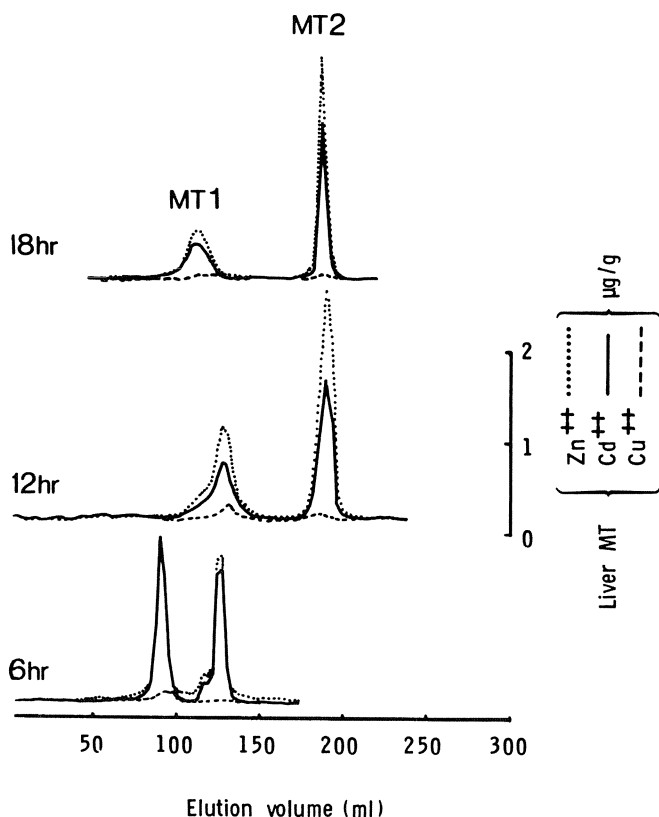 MT2
MT1
18hr
12hr
6hr
2
1
0
50 100 150 200 250 300
Elution volume (ml)
Liver MT
Zn‡‡ Cd‡‡ Cu‡‡
µg/g